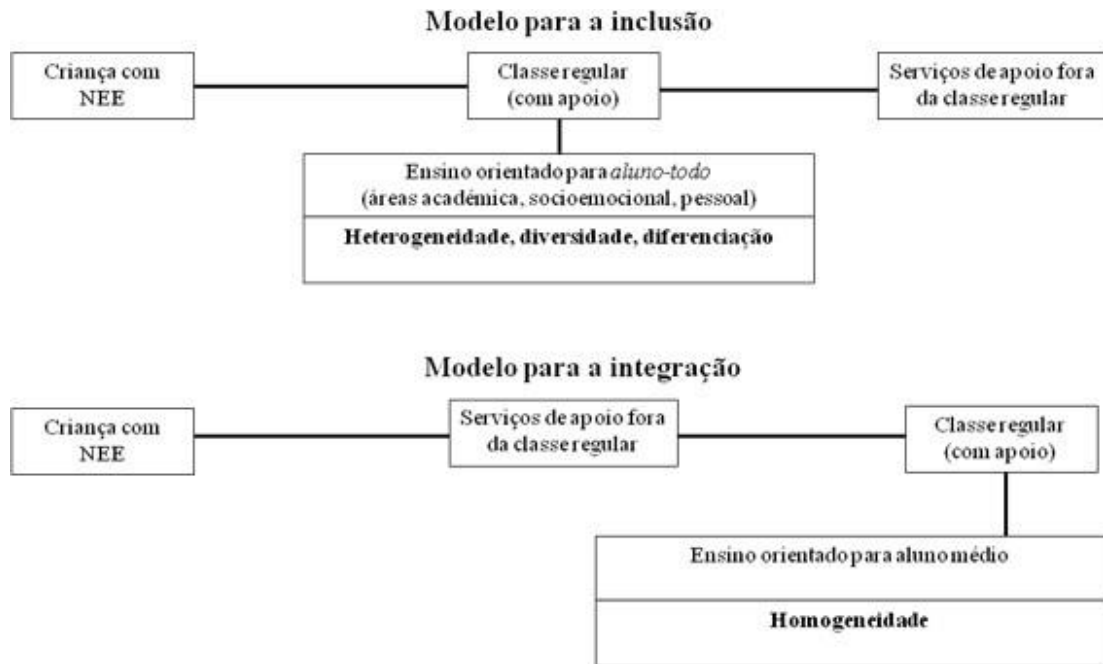 Modelo para a inclusão
Criança com
NEE
Classe regular
(com apoio)
Serviços de apoio fora
da classe regular
Ensino orientado para aluno-todo
(áreas académica, socioemocional, pessoal)
Heterogeneidade, diversidade, diferenciação
Modelo para a integração
Criança com
NEE
Serviços de apoio fora
da classe regular
Classe regular
(com apoio)
Ensino orientado para aluno médio
Homogeneidade